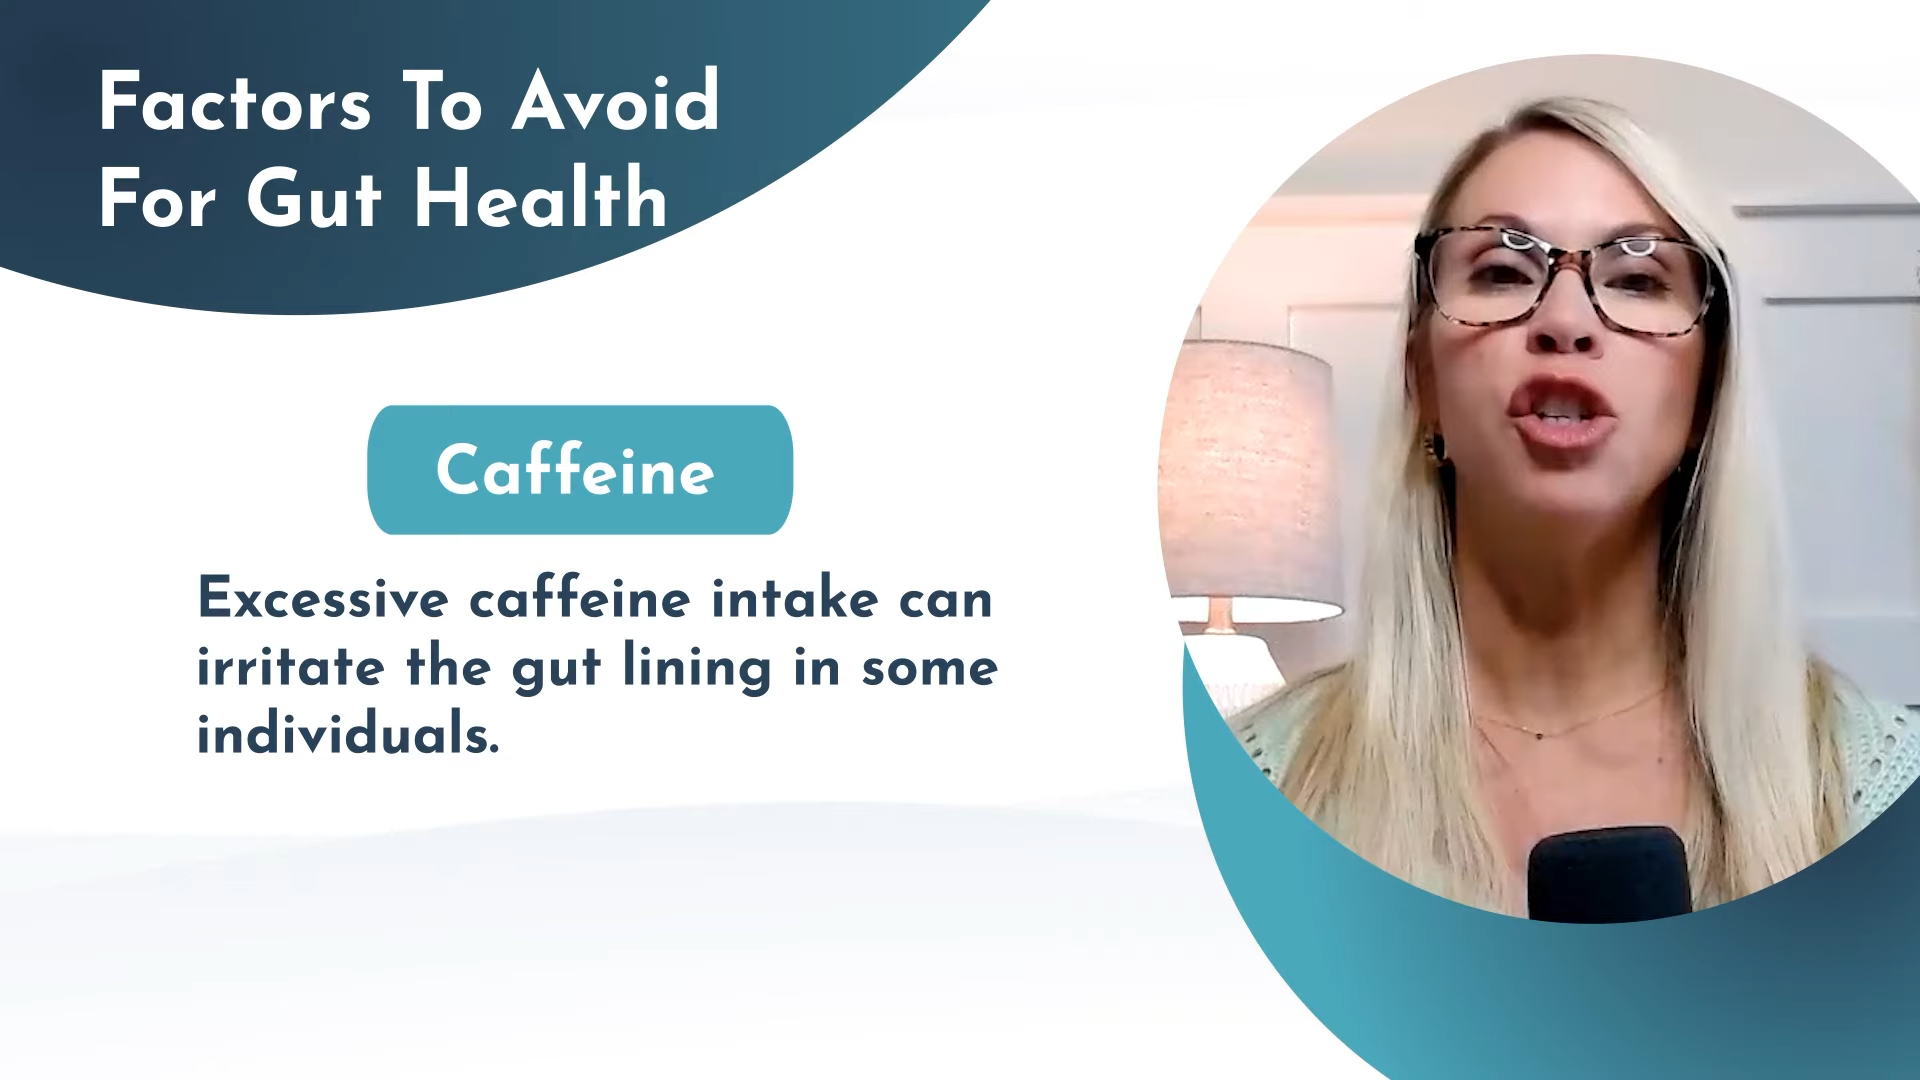 Factors To Avoid
For Gut Health
Caffeine
Excessive caffeine intake can
irritate the gut lining in some
individuals.